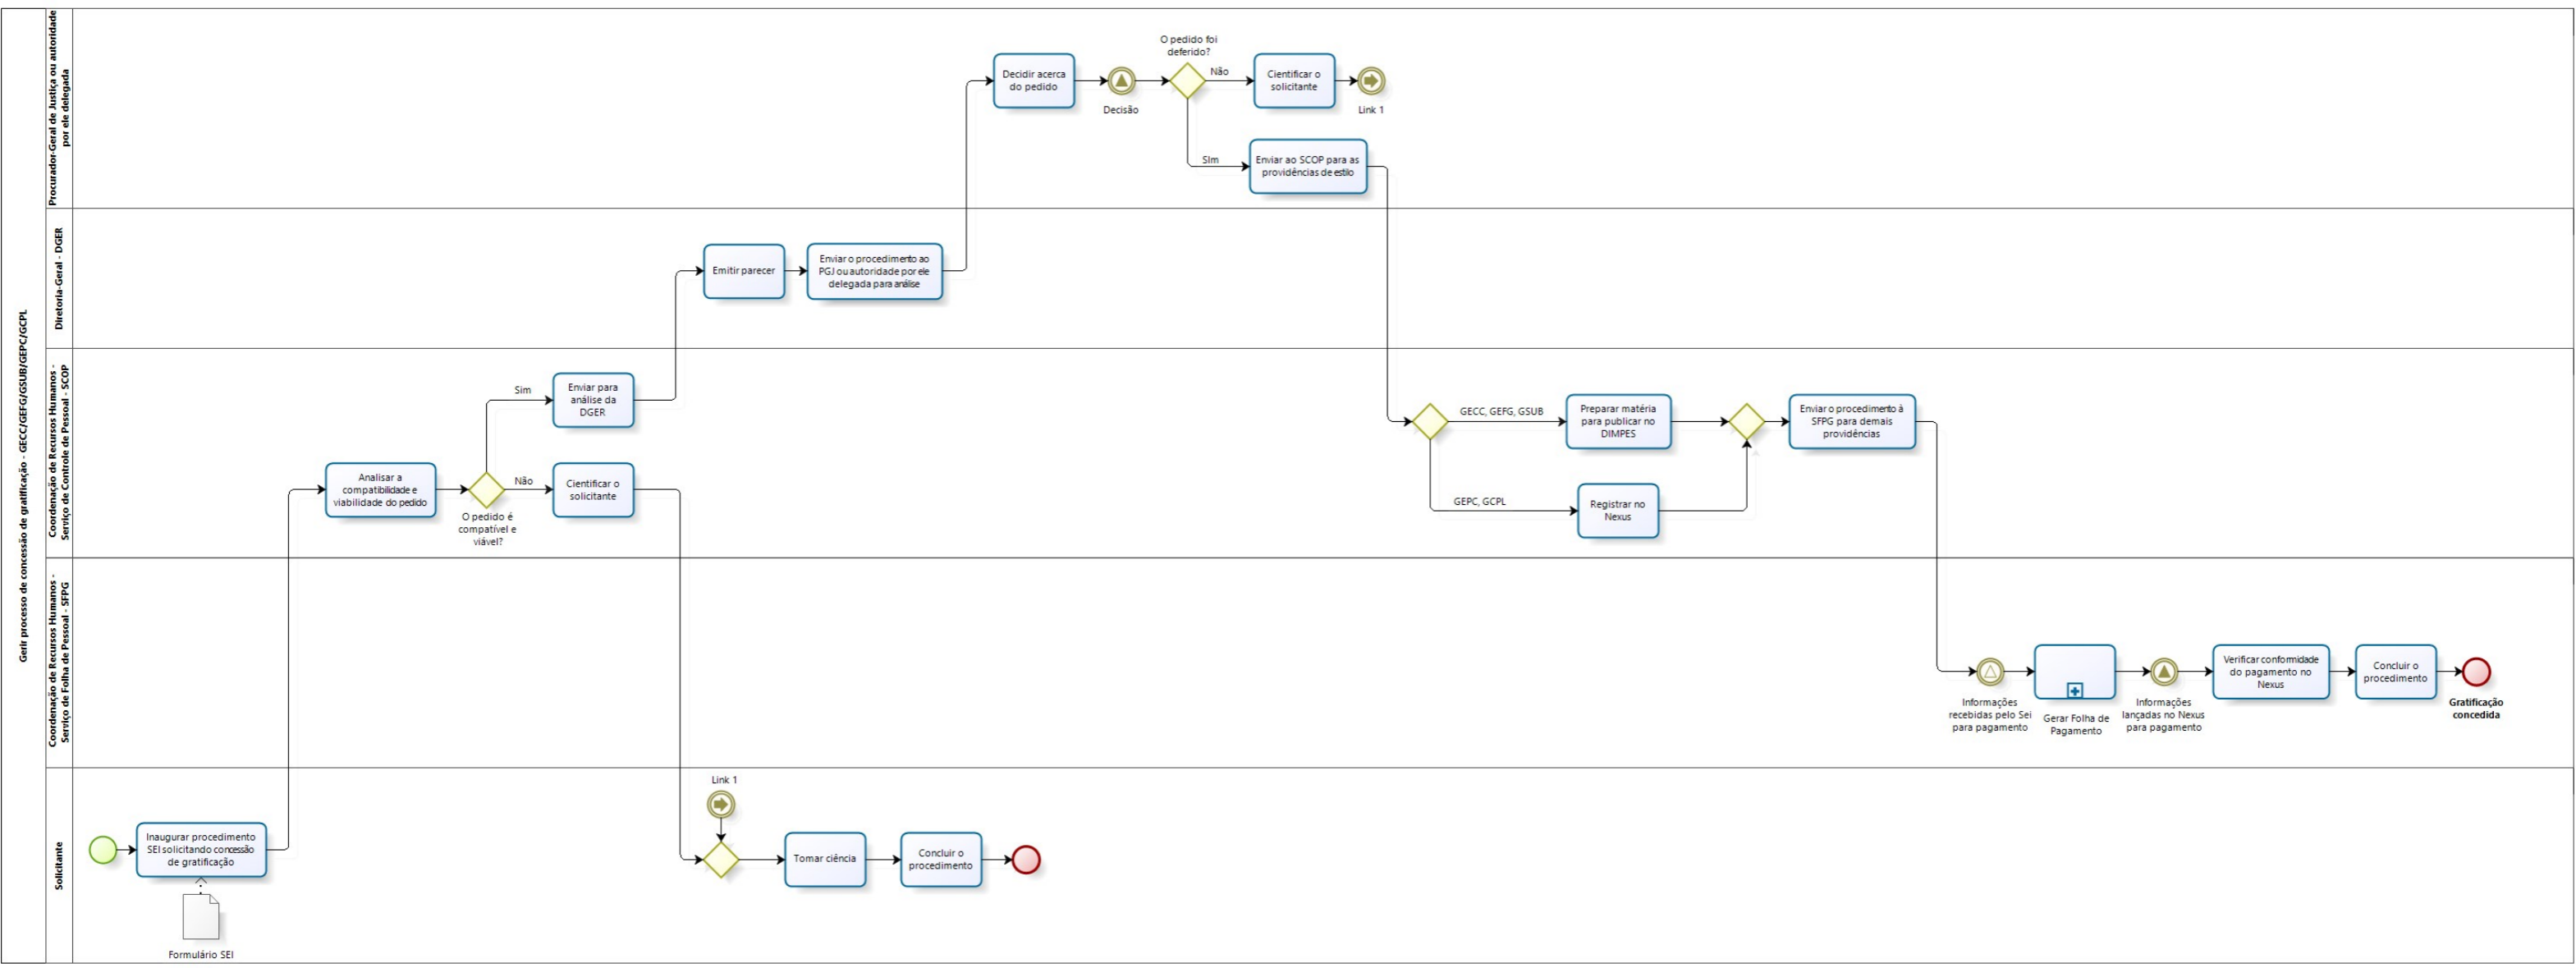 Gerir processo de concessão de gratificação - GECC/GEFG/GSUB/GEPC/GCPL
Procurador-Geral de Justiça ou autoridade
por ele delegada
Decidir acerca
do pedido
Decisão
O pedido foi
deferido?
Não
Cientificar o
solicitante
Link 1
SIm
Enviar ao SCOP para as
providências de estilo
Diretoria-Geral - DGER
Emitir parecer
Enviar o procedimento ao
PGJ ou autoridade por ele
delegada para análise
Coordenação de Recursos Humanos -
Serviço de Controle de Pessoal - SCOP
Analisar a
compatibilidade e
viabilidade do pedido
O pedido é
compatível e
viável?
Sim
Enviar para
análise da
DGER
Não
Cientificar o
solicitante
GECC, GEFG, GSUB
Preparar matéria
para publicar no
DIMPES
GEPC, GCPL
Registrar no
Nexus
Enviar o procedimento à
SFPG para demais
providências
Coordenação de Recursos Humanos -
Serviço de Folha de Pessoal - SFPG
Informações
recebidas pelo Sei
para pagamento
Gerar Folha de
Pagamento
Informações
lançadas no Nexus
para pagamento
Verificar conformidade
do pagamento no
Nexus
Concluir o
procedimento
Gratificação
concedida
Solicitante
Inaugurar procedimento
SEI solicitando concessão
de gratificação
Formulário SEI
Link 1
Tomar ciência
Concluir o
procedimento